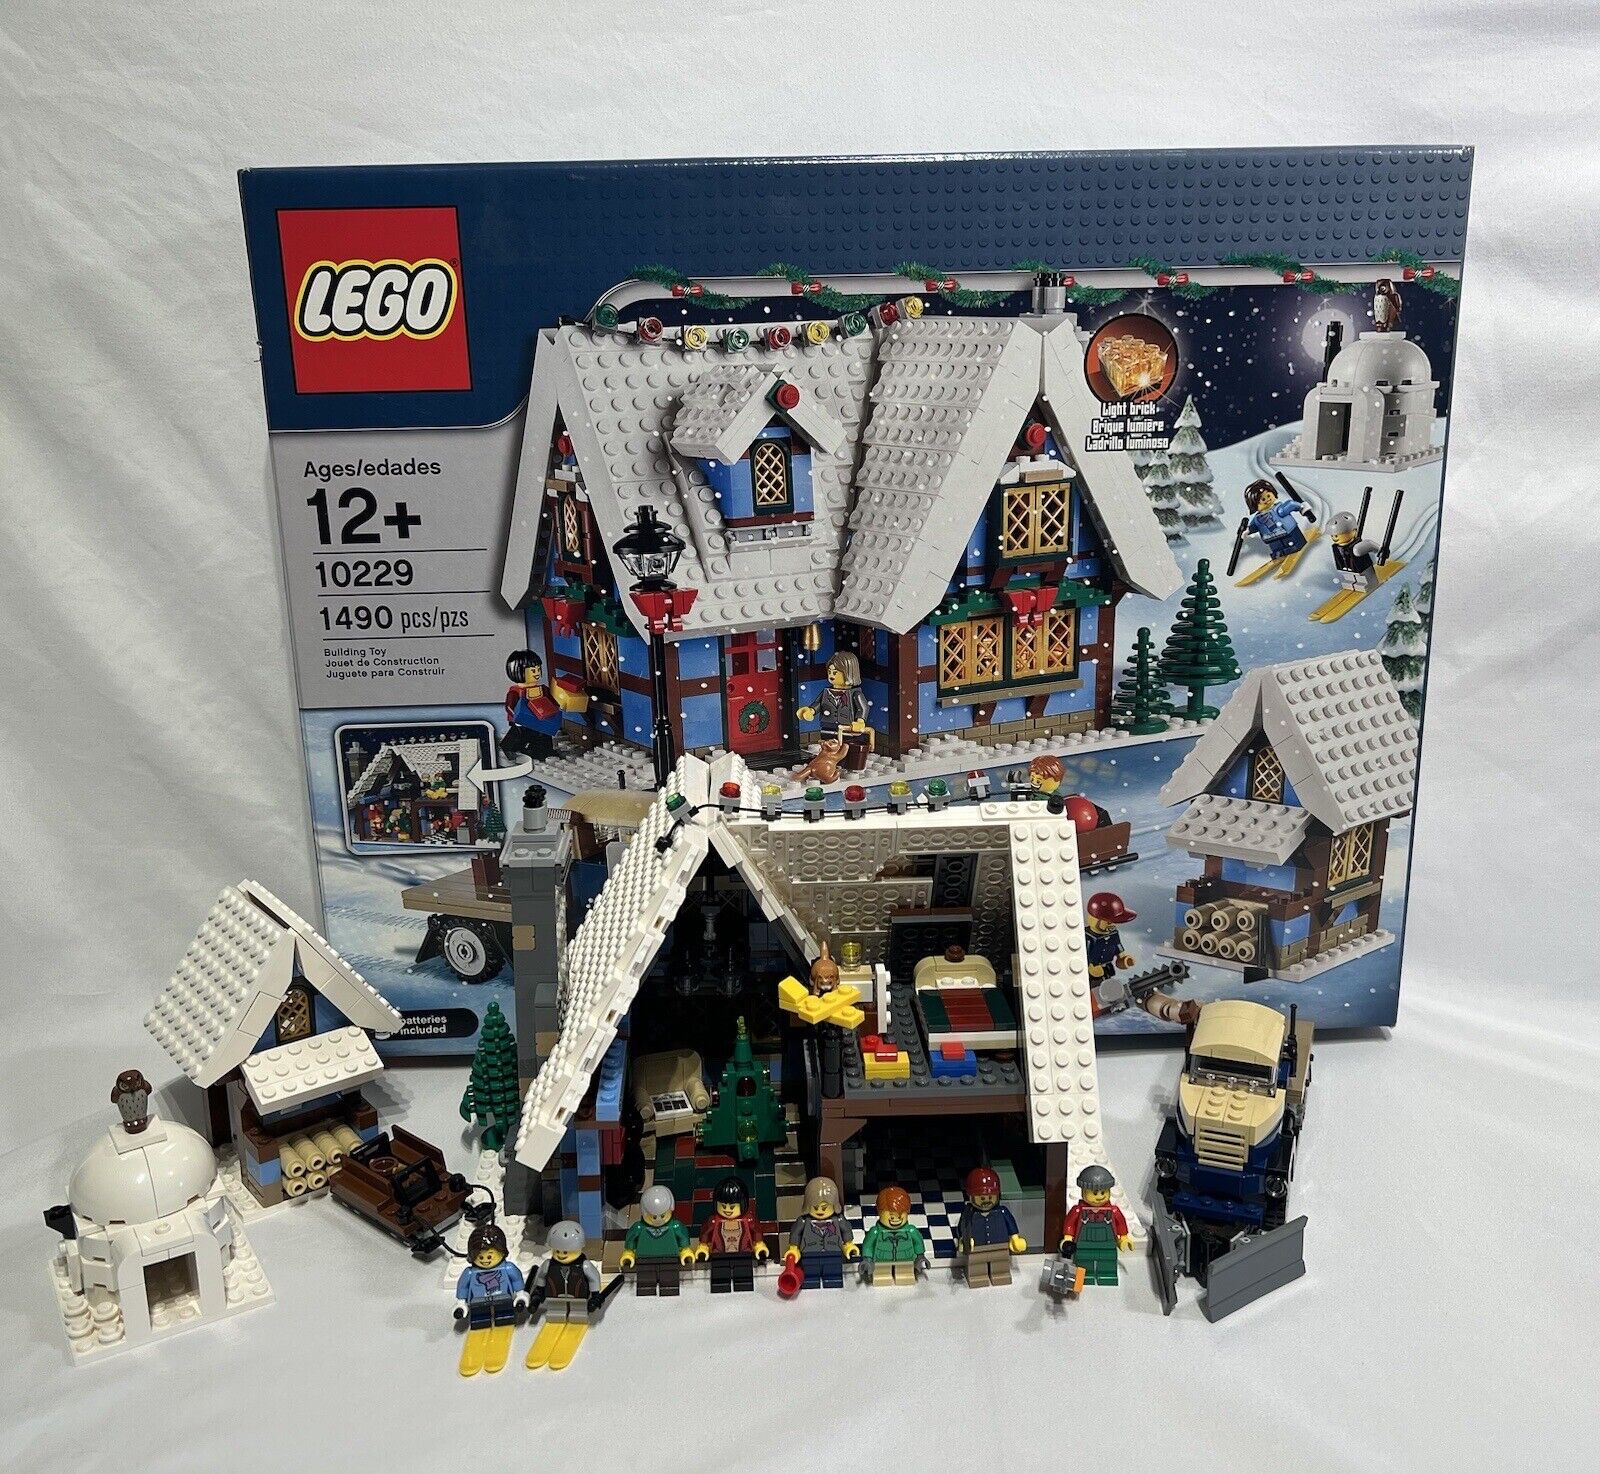 LEGO
Ages/edades
12+
10229
1490 pcs/pzs
Building Toy
Jouet de Construction
Juguete para Construir
Light brick
Brique lumière
Ladrillo luminoso
batteries
included